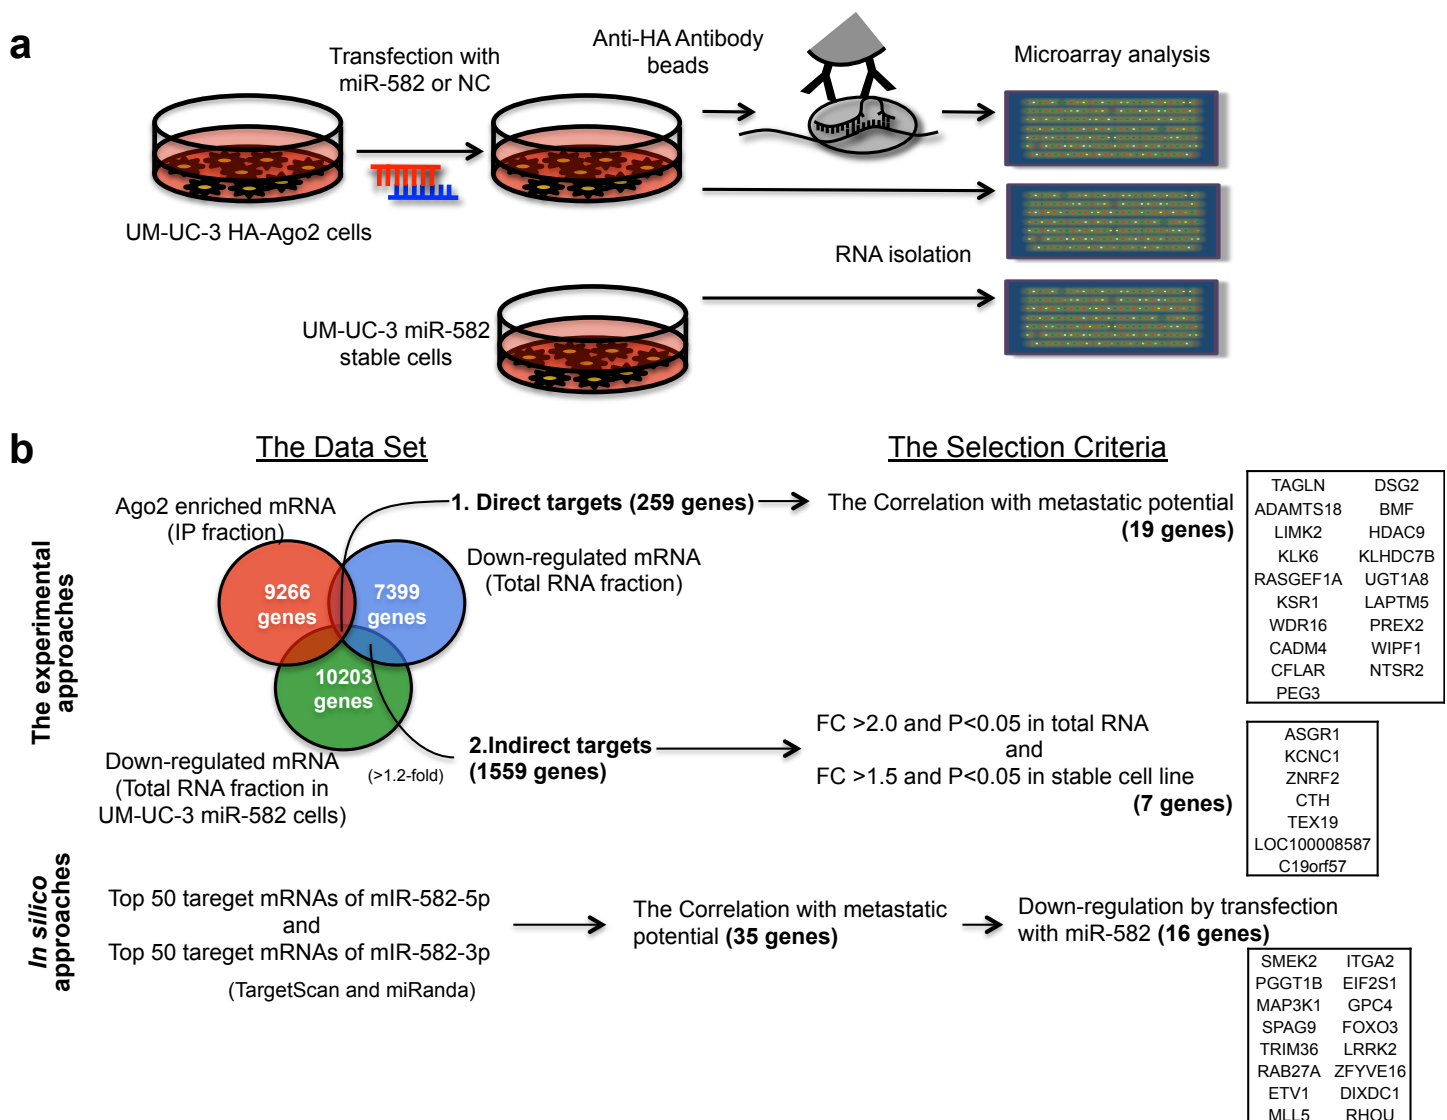 a
Transfection with
miR-582 or NC
Anti-HA Antibody
beads
Microarray analysis
UM-UC-3 HA-Ago2 cells
RNA isolation
UM-UC-3 miR-582
stable cells
b
The Data Set
The Selection Criteria
The experimental
approaches
Ago2 enriched mRNA
(IP fraction)
9266
genes
7399
genes
10203
genes
Down-regulated mRNA
(Total RNA fraction)
Down-regulated mRNA
(Total RNA fraction in
UM-UC-3 miR-582 cells)
(>1.2-fold)
1. Direct targets (259 genes)
The Correlation with metastatic potential
(19 genes)
TAGLN DSG2
ADAMTS18 BMF
LIMK2 HDAC9
KLK6 KLHDC7B
RASGEF1A UGT1A8
KSR1 LAPTM5
WDR16 PREX2
CADM4 WIPF1
CFLAR NTSR2
PEG3
2.Indirect targets
(1559 genes)
FC >2.0 and P<0.05 in total RNA
and
FC >1.5 and P<0.05 in stable cell line
(7 genes)
ASGR1
KCNC1
ZNRF2
CTH
TEX19
LOC100008587
C19orf57
In silico
approaches
Top 50 tareget mRNAs of mIR-582-5p
and
Top 50 tareget mRNAs of mIR-582-3p
(TargetScan and miRanda)
The Correlation with metastatic
potential (35 genes)
Down-regulation by transfection
with miR-582 (16 genes)
SMEK2 ITGA2
PGGT1B EIF2S1
MAP3K1 GPC4
SPAG9 FOXO3
TRIM36 LRRK2
RAB27A ZFYVE16
ETV1 DIXDC1
MLL5 RHOU